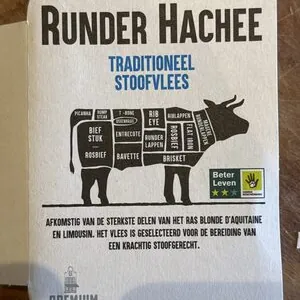 RUNDER HACHEE
TRADITIONEEL
STOOFVLEES
PICANHA
RUMP STEAK
T-BONE
RIB EYE
RIBLAPPEN
BIEF STUK
ENTRECOTE
RUNDER LAPPEN
ROSBIEF
FLAT IRON
ROSBIEF
BAVETTE
BRISKET
Beter
Leven
AFKOMSTIG VAN DE STERKSTE DELEN VAN HET RAS BLONDE D'AQUITAINE
EN LIMOUSIN. HET VLEES IS GESELECTEERD VOOR DE BEREIDING VAN
EEN KRACHTIG STOOFGERECHT.
PREMIUM